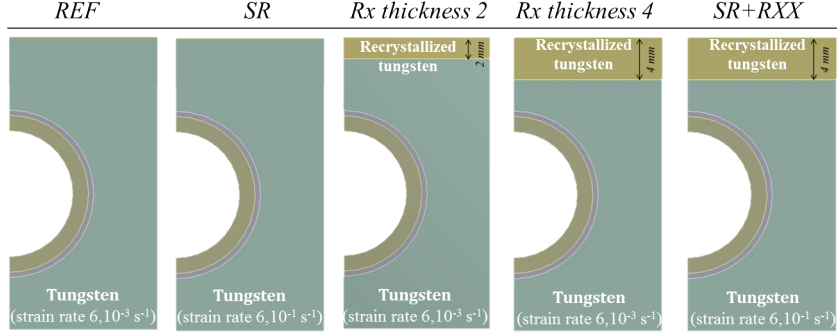 REF
SR
Rx thickness 2
Rx thickness 4
SR+RXX
Recrystallized
tungsten
2 mm
Recrystallized
tungsten
4 mm
Recrystallized
tungsten
4 mm
Tungsten
(strain rate 6,10-3 s-1)
Tungsten
(strain rate 6,10-1 s-1)
Tungsten
(strain rate 6,10-3 s-1)
Tungsten
(strain rate 6,10-3 s-1)
Tungsten
(strain rate 6,10-1 s-1)